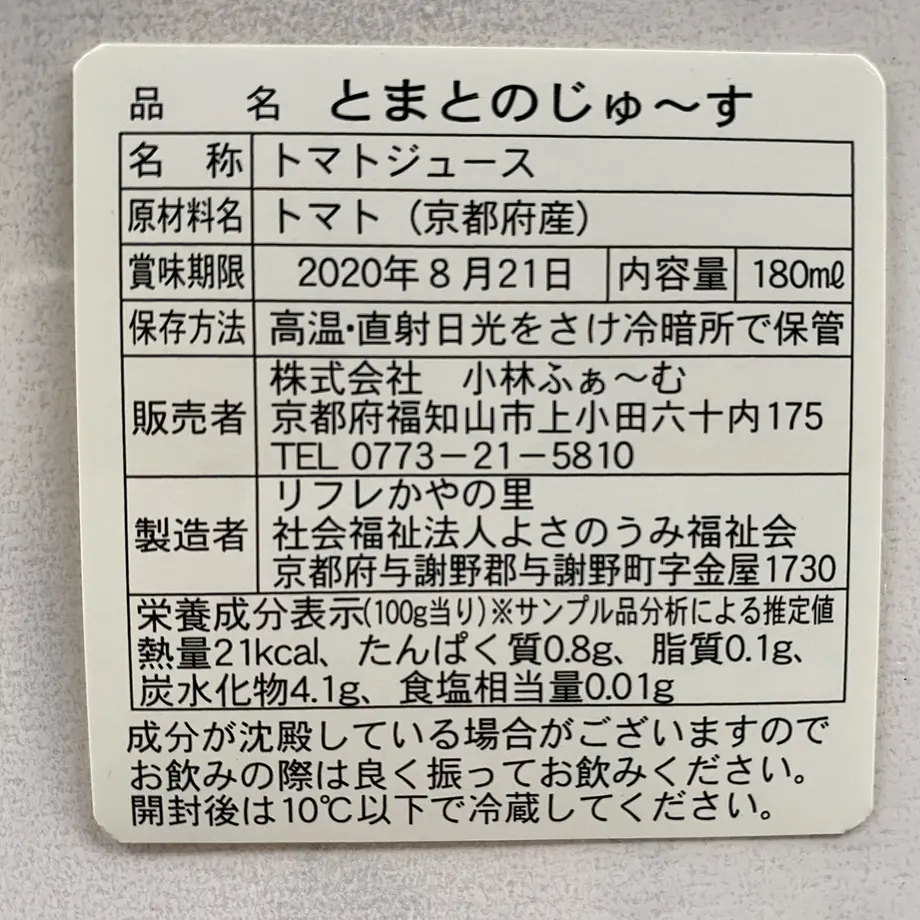 品名 とまとのじゅ～す
名称 トマトジュース
原材料名 トマト（京都府産）
賞味期限 2020年8月21日 内容量 180mℓ
保存方法 高温・直射日光をさけ冷暗所で保管
販売者 株式会社 小林ふぁ～む
京都府福知山市上小田六十内175
TEL 0773－21－5810
製造者 リフレかやの里
社会福祉法人よさのうみ福祉会
京都府与謝野郡与謝野町字金屋1730
栄養成分表示(100g当り)※サンプル品分析による推定値
熱量21kcal、たんぱく質0.8g、脂質0.1g、
炭水化物4.1g、食塩相当量0.01g
成分が沈殿している場合がございますので
お飲みの際は良く振ってお飲みください。
開封後は10℃以下で冷蔵してください。